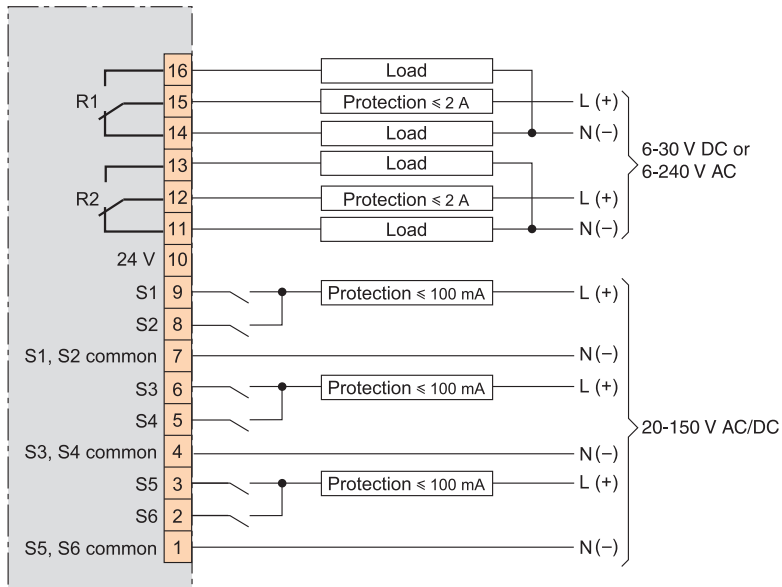 16 Load
R1 15 Protection ≤ 2 A L (+)
14 Load N (–)
13 Load
6-30 V DC or
6-240 V AC
R2 12 Protection ≤ 2 A L (+)
11 Load N (–)
24 V 10
S1 9 Protection ≤ 100 mA L (+)
S2 8
S1, S2 common 7 N (–)
S3 6 Protection ≤ 100 mA L (+)
S4 5
20-150 V AC/DC
S3, S4 common 4 N (–)
S5 3 Protection ≤ 100 mA L (+)
S6 2
S5, S6 common 1 N (–)